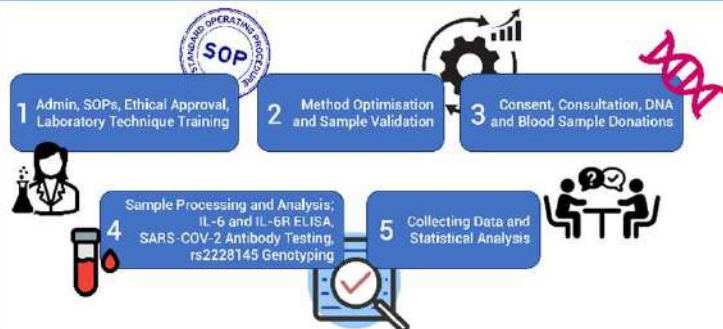 STANDARD OPERATING PROCEDURE
SOP
1
Admin, SOPs, Ethical Approval,
Laboratory Technique Training
2
Method Optimisation
and Sample Validation
3
Consent, Consultation, DNA
and Blood Sample Donations
4
Sample Processing and Analysis;
IL-6 and IL-6R ELISA,
SARS-COV-2 Antibody Testing,
rs2228145 Genotyping
5
Collecting Data and
Statistical Analysis